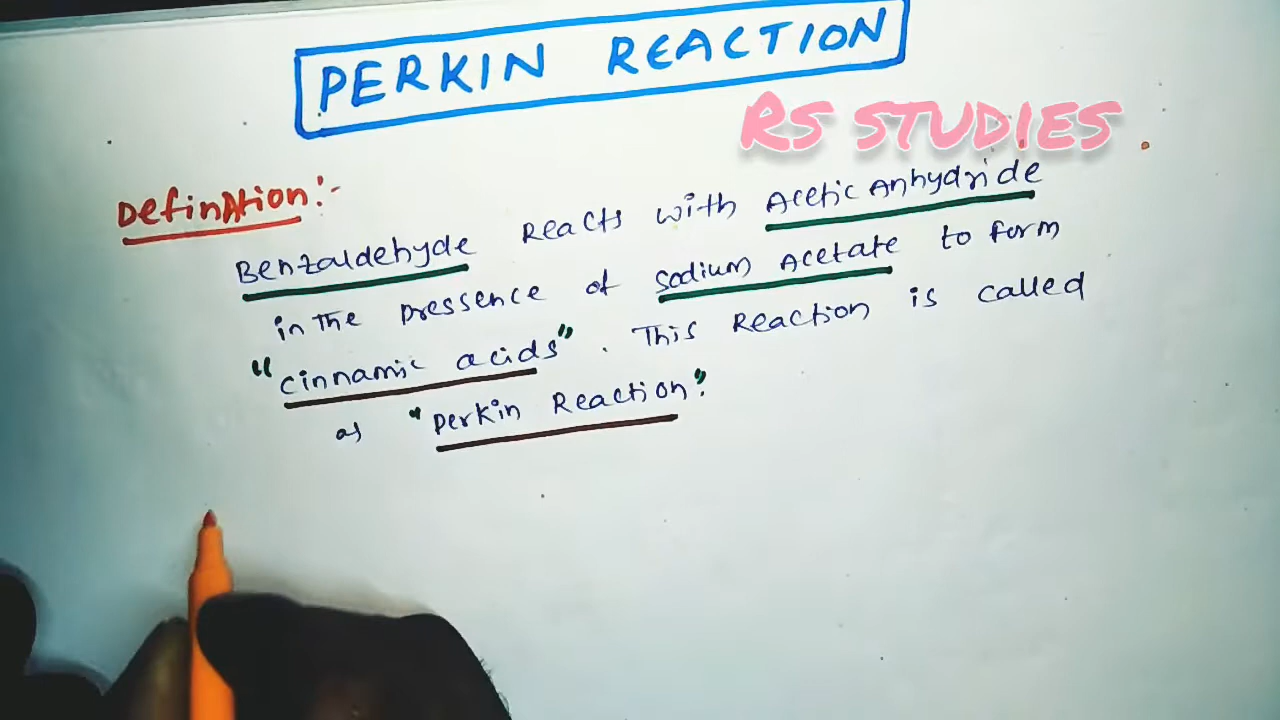 PERKIN REACTION
RS STUDIES
Defination:-
Benzaldehyde Reacts with Acetic Anhydride
in the pressence of sodium Acetate to form
"cinnamic acids". This Reaction is called
as "Perkin Reaction"